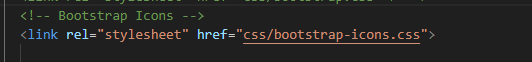 <!-- Bootstrap Icons -->
<link rel="stylesheet" href="css/bootstrap-icons.css">